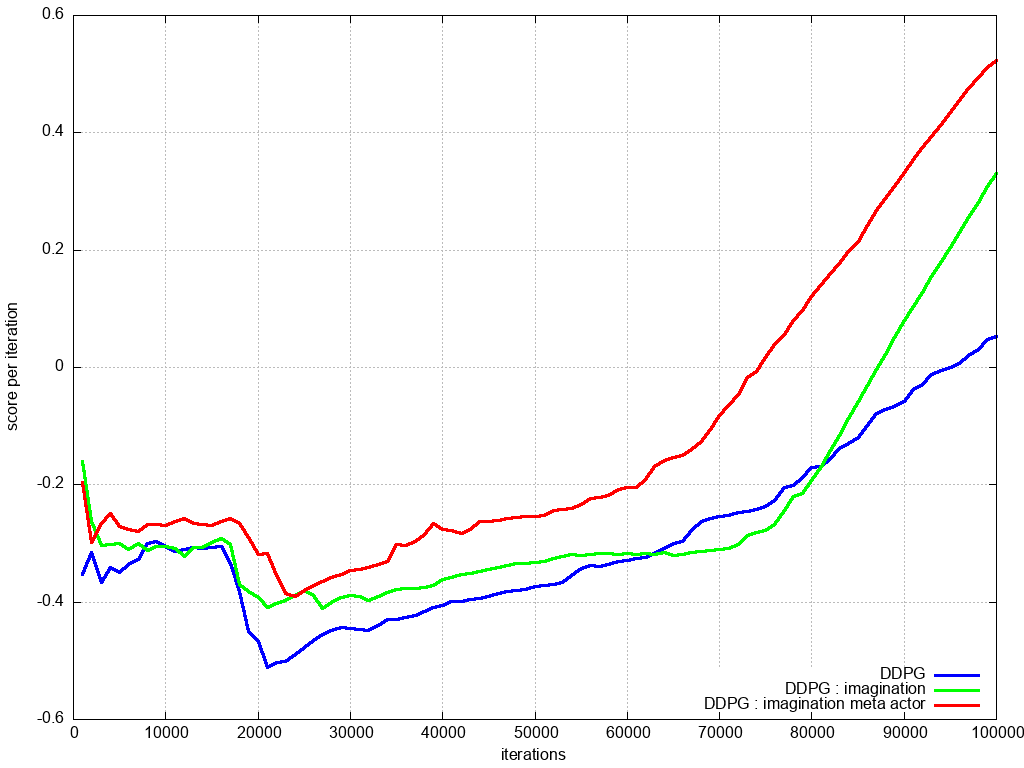 0.6
0.4
0.2
0
-0.2
-0.4
-0.6
score per iteration
DDPG
DDPG : imagination
DDPG : imagination meta actor
0 10000 20000 30000 40000 50000 60000 70000 80000 90000 100000
iterations